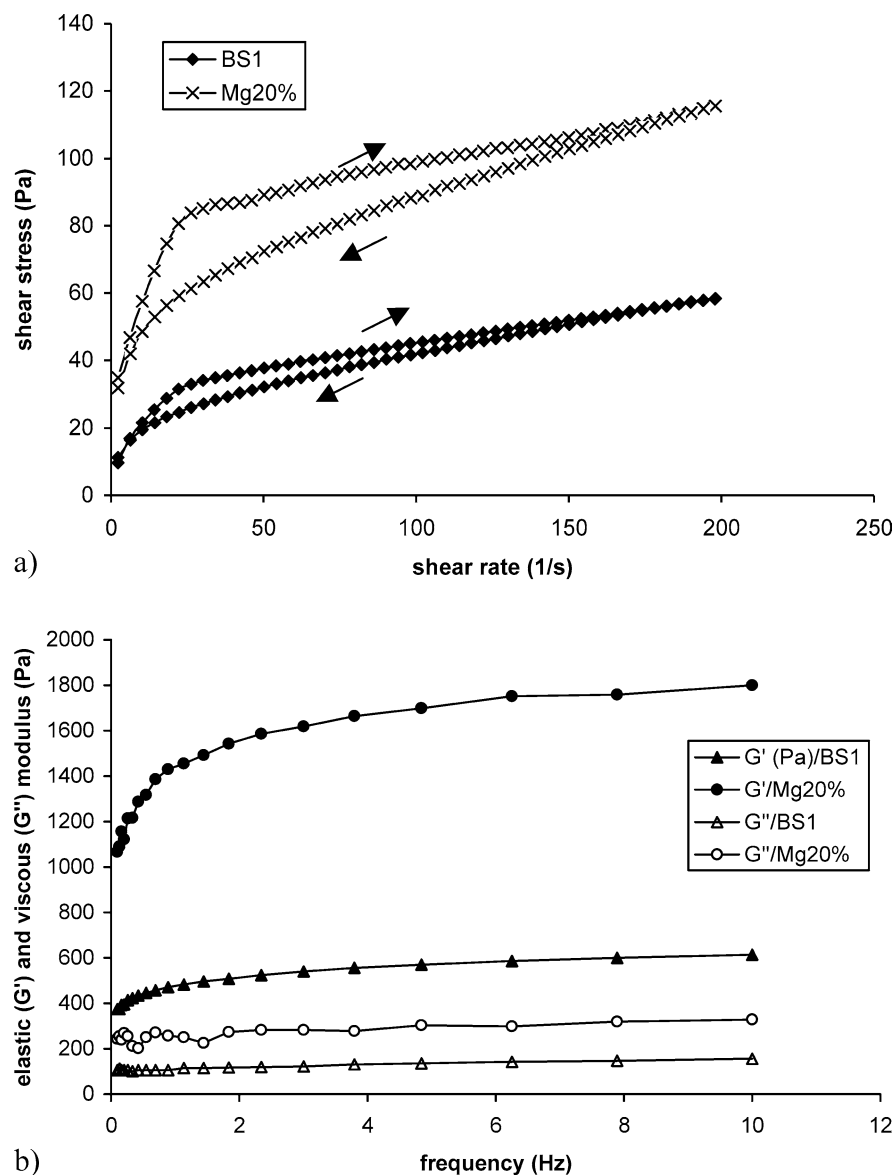 140
120
100
80
60
40
20
0
shear stress (Pa)
BS1
Mg20%
0 50 100 150 200 250
shear rate (1/s)
a)
2000
1800
1600
1400
1200
1000
800
600
400
200
0
elastic (G') and viscous (G'') modulus (Pa)
G' (Pa)/BS1
G'/Mg20%
G''/BS1
G''/Mg20%
0 2 4 6 8 10 12
frequency (Hz)
b)